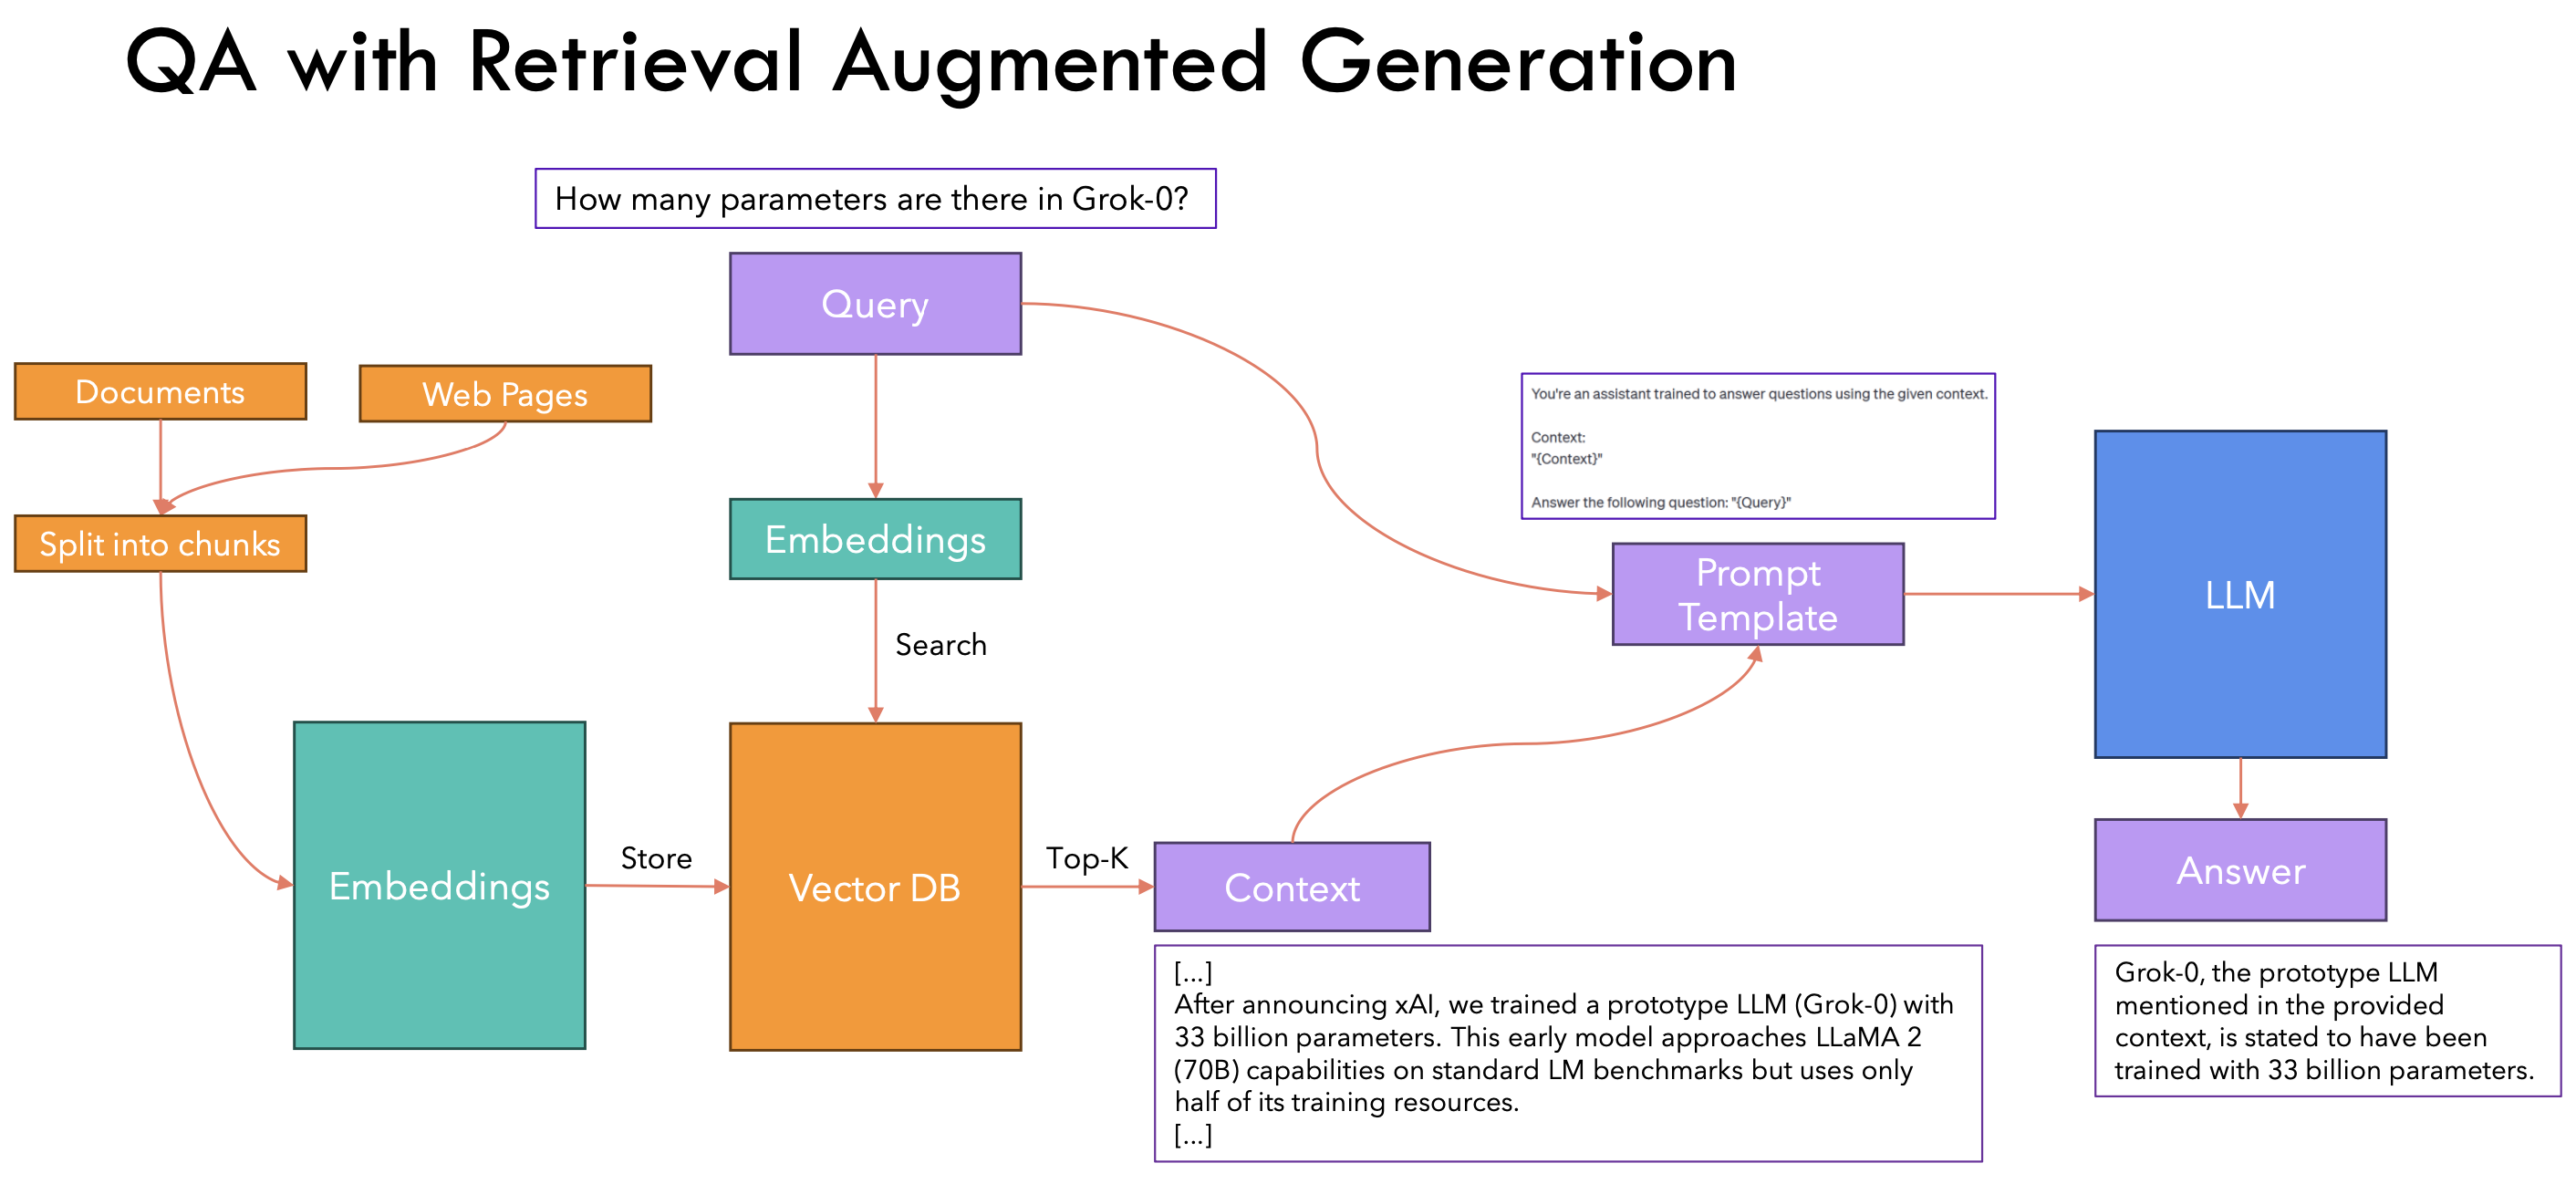 QA with Retrieval Augmented Generation
How many parameters are there in Grok-0?
Query
Documents
Web Pages
Split into chunks
Embeddings
Search
Embeddings
Store
Vector DB
Top-K
Context
[...]
After announcing xAI, we trained a prototype LLM (Grok-0) with
33 billion parameters. This early model approaches LLaMA 2
(70B) capabilities on standard LM benchmarks but uses only
half of its training resources.
[...]
You're an assistant trained to answer questions using the given context.
Context:
"{Context}"
Answer the following question: "{Query}"
Prompt
Template
LLM
Answer
Grok-0, the prototype LLM
mentioned in the provided
context, is stated to have been
trained with 33 billion parameters.